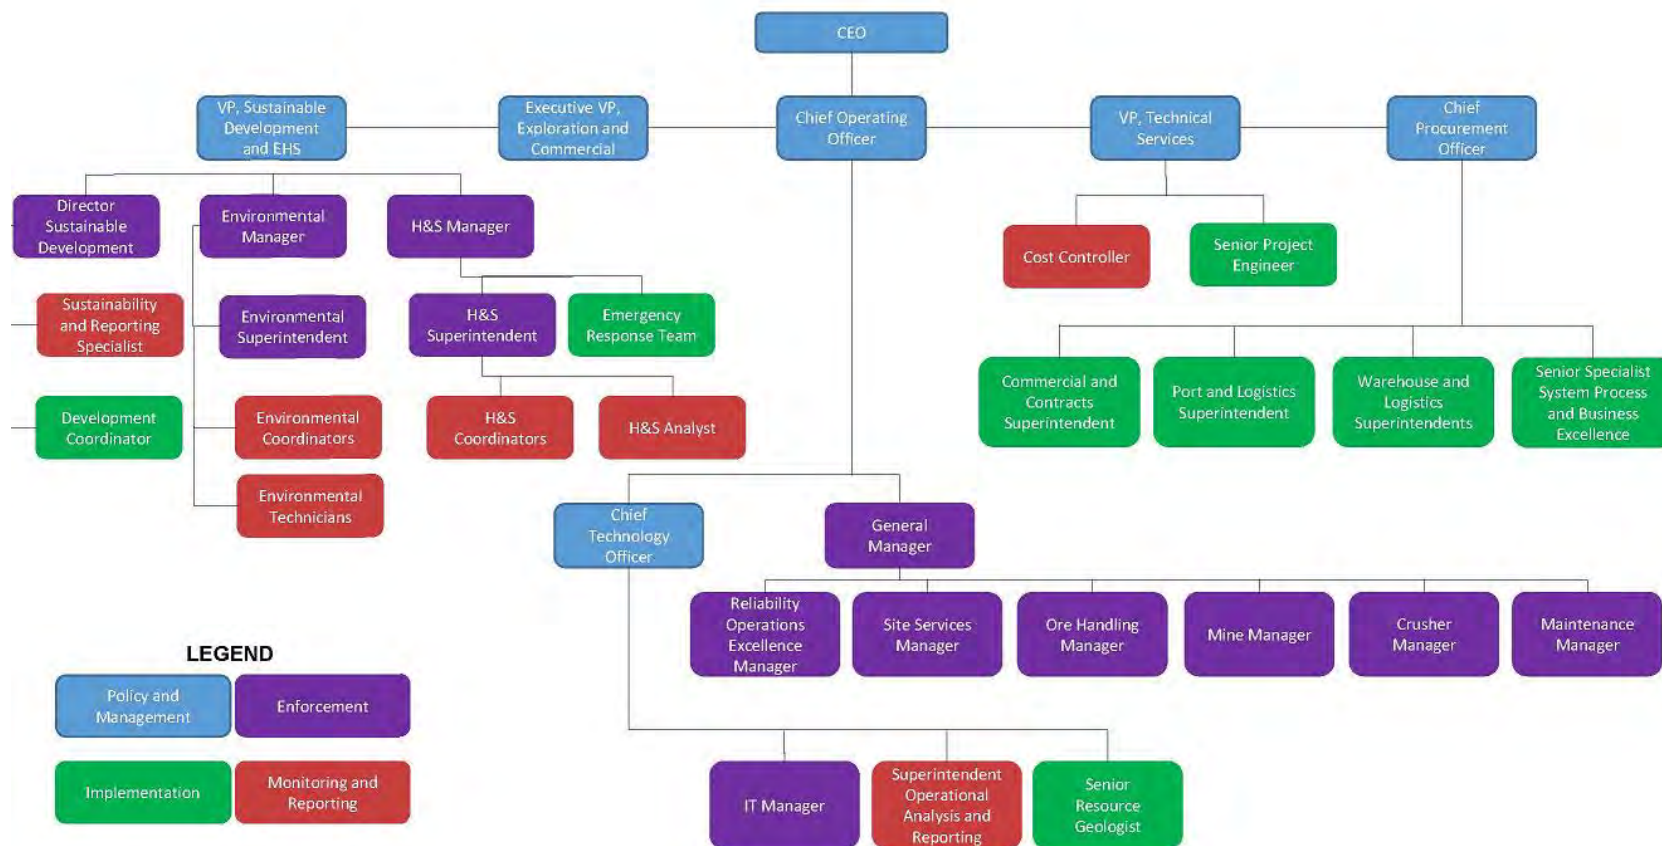 CEO
VP, Sustainable
Development
and EHS
Executive VP,
Exploration and
Commercial
Chief Operating
Officer
VP, Technical
Services
Chief
Procurement
Officer
Director
Sustainable
Development
Environmental
Manager
H&S Manager
Cost Controller
Senior Project
Engineer
Sustainability
and Reporting
Specialist
Environmental
Superintendent
H&S
Superintendent
Emergency
Response Team
Commercial and
Contracts
Superintendent
Port and Logistics
Superintendent
Warehouse and
Logistics
Superintendents
Senior Specialist
System Process
and Business
Excellence
Development
Coordinator
Environmental
Coordinators
H&S
Coordinators
H&S Analyst
Environmental
Technicians
Chief
Technology
Officer
General
Manager
Reliability
Operations
Excellence
Manager
Site Services
Manager
Ore Handling
Manager
Mine Manager
Crusher
Manager
Maintenance
Manager
LEGEND
Policy and
Management
Enforcement
Implementation
Monitoring and
Reporting
IT Manager
Superintendent
Operational
Analysis and
Reporting
Senior
Resource
Geologist